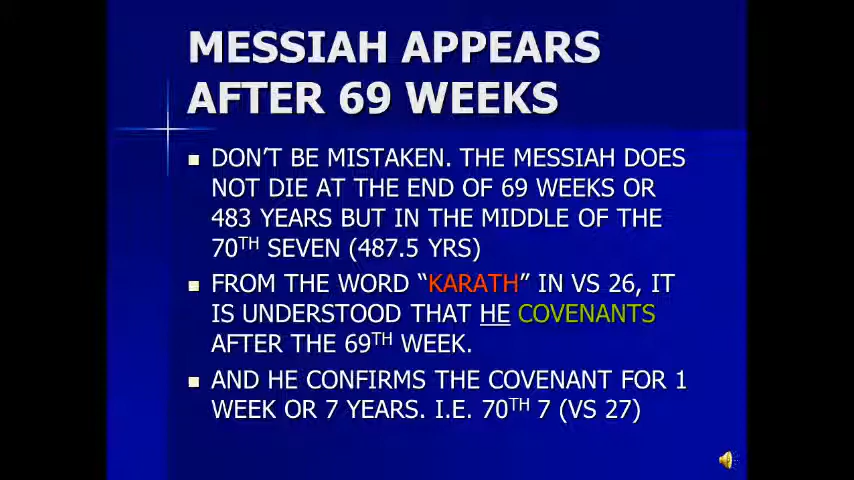 MESSIAH APPEARS
AFTER 69 WEEKS
DON'T BE MISTAKEN. THE MESSIAH DOES
NOT DIE AT THE END OF 69 WEEKS OR
483 YEARS BUT IN THE MIDDLE OF THE
70TH SEVEN (487.5 YRS)
FROM THE WORD “KARATH” IN VS 26, IT
IS UNDERSTOOD THAT HE COVENANTS
AFTER THE 69TH WEEK.
AND HE CONFIRMS THE COVENANT FOR 1
WEEK OR 7 YEARS. I.E. 70TH 7 (VS 27)